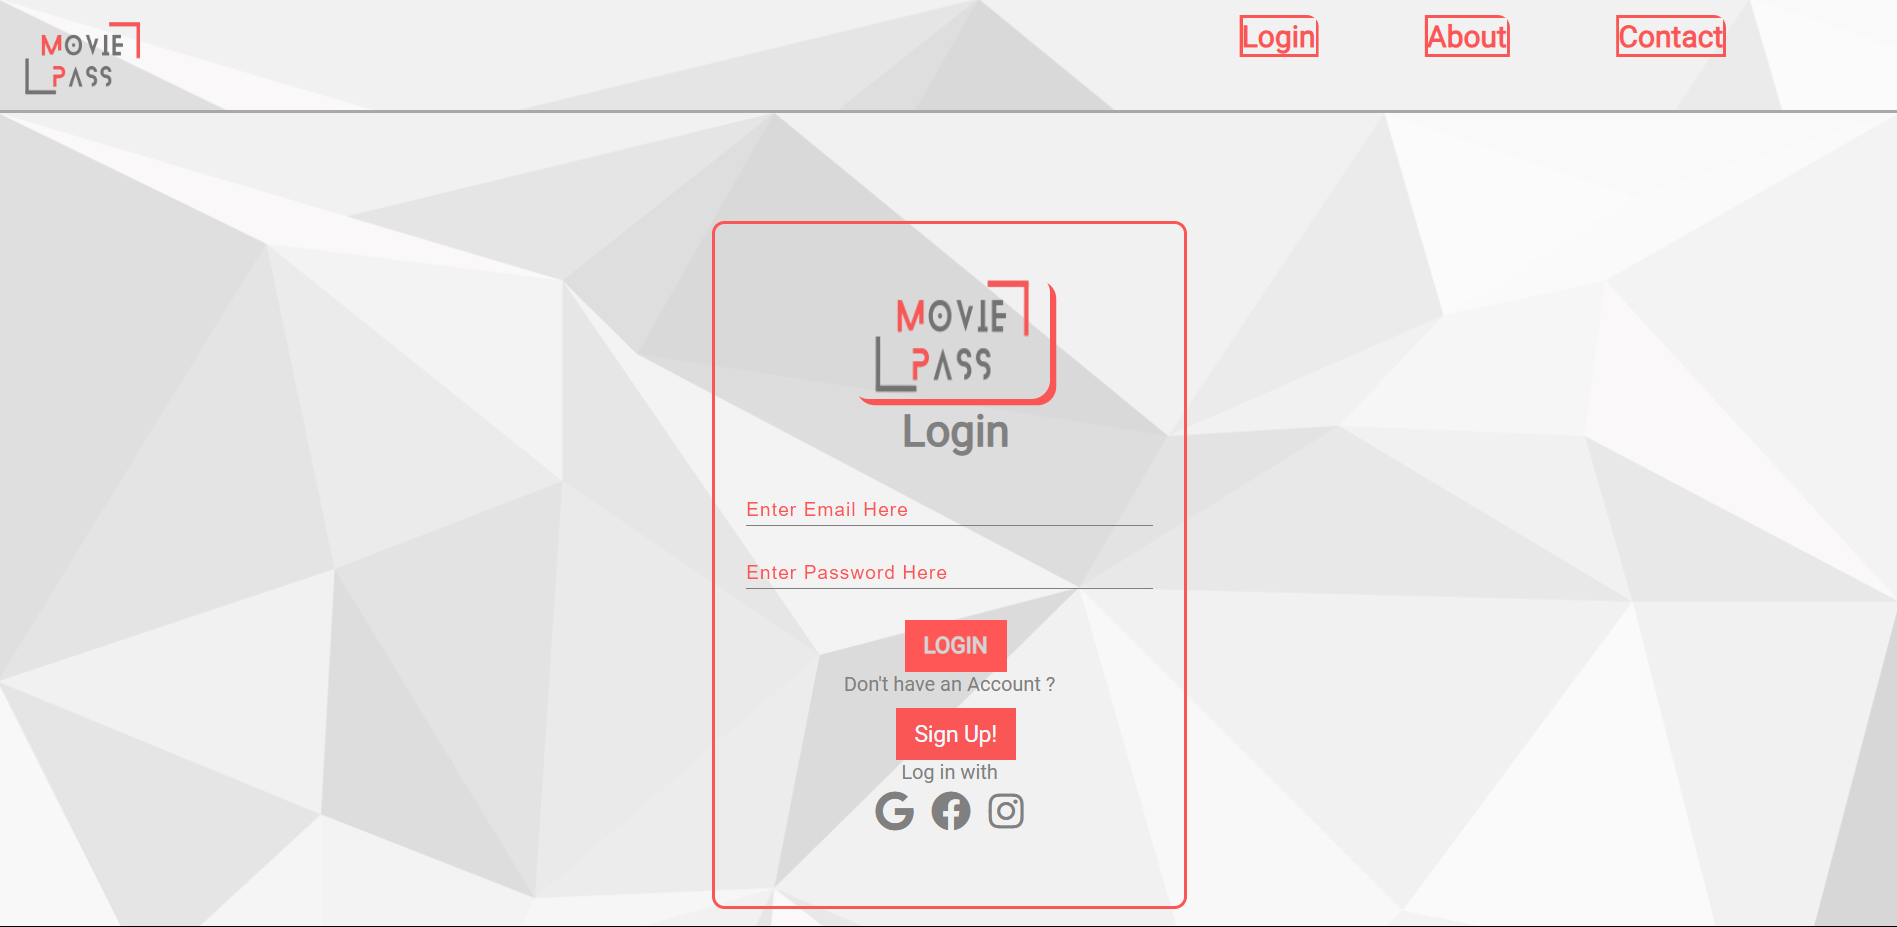 MOVIE
PASS
Login
About
Contact
MOVIE
PASS
Login
Enter Email Here
Enter Password Here
LOGIN
Don't have an Account ?
Sign Up!
Log in with